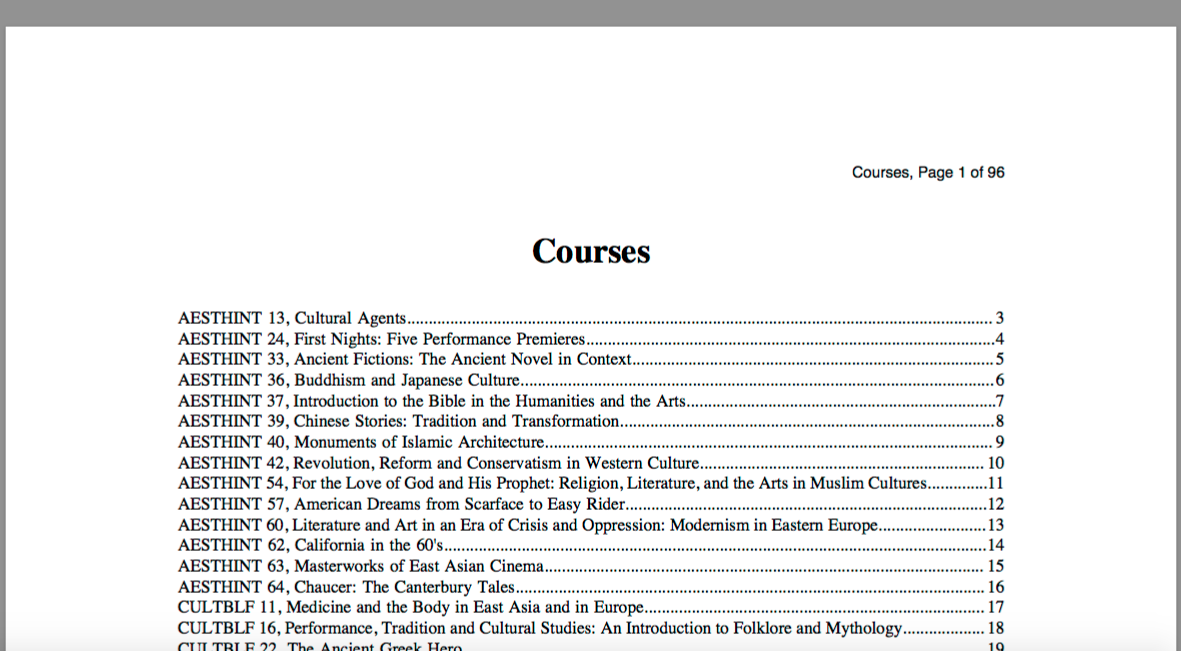 Courses, Page 1 of 96
Courses
AESTHINT 13, Cultural Agents........................................................................................................................................ 3
AESTHINT 24, First Nights: Five Performance Premieres...............................................................................................4
AESTHINT 33, Ancient Fictions: The Ancient Novel in Context....................................................................................5
AESTHINT 36, Buddhism and Japanese Culture..............................................................................................................6
AESTHINT 37, Introduction to the Bible in the Humanities and the Arts........................................................................7
AESTHINT 39, Chinese Stories: Tradition and Transformation.......................................................................................8
AESTHINT 40, Monuments of Islamic Architecture........................................................................................................ 9
AESTHINT 42, Revolution, Reform and Conservatism in Western Culture.................................................................. 10
AESTHINT 54, For the Love of God and His Prophet: Religion, Literature, and the Arts in Muslim Cultures..............11
AESTHINT 57, American Dreams from Scarface to Easy Rider....................................................................................12
AESTHINT 60, Literature and Art in an Era of Crisis and Oppression: Modernism in Eastern Europe.........................13
AESTHINT 62, California in the 60's..............................................................................................................................14
AESTHINT 63, Masterworks of East Asian Cinema...................................................................................................... 15
AESTHINT 64, Chaucer: The Canterbury Tales............................................................................................................. 16
CULTBLF 11, Medicine and the Body in East Asia and in Europe............................................................................... 17
CULTBLF 16, Performance, Tradition and Cultural Studies: An Introduction to Folklore and Mythology................... 18
CULTBLF 22, The Ancient Greek Hero 19